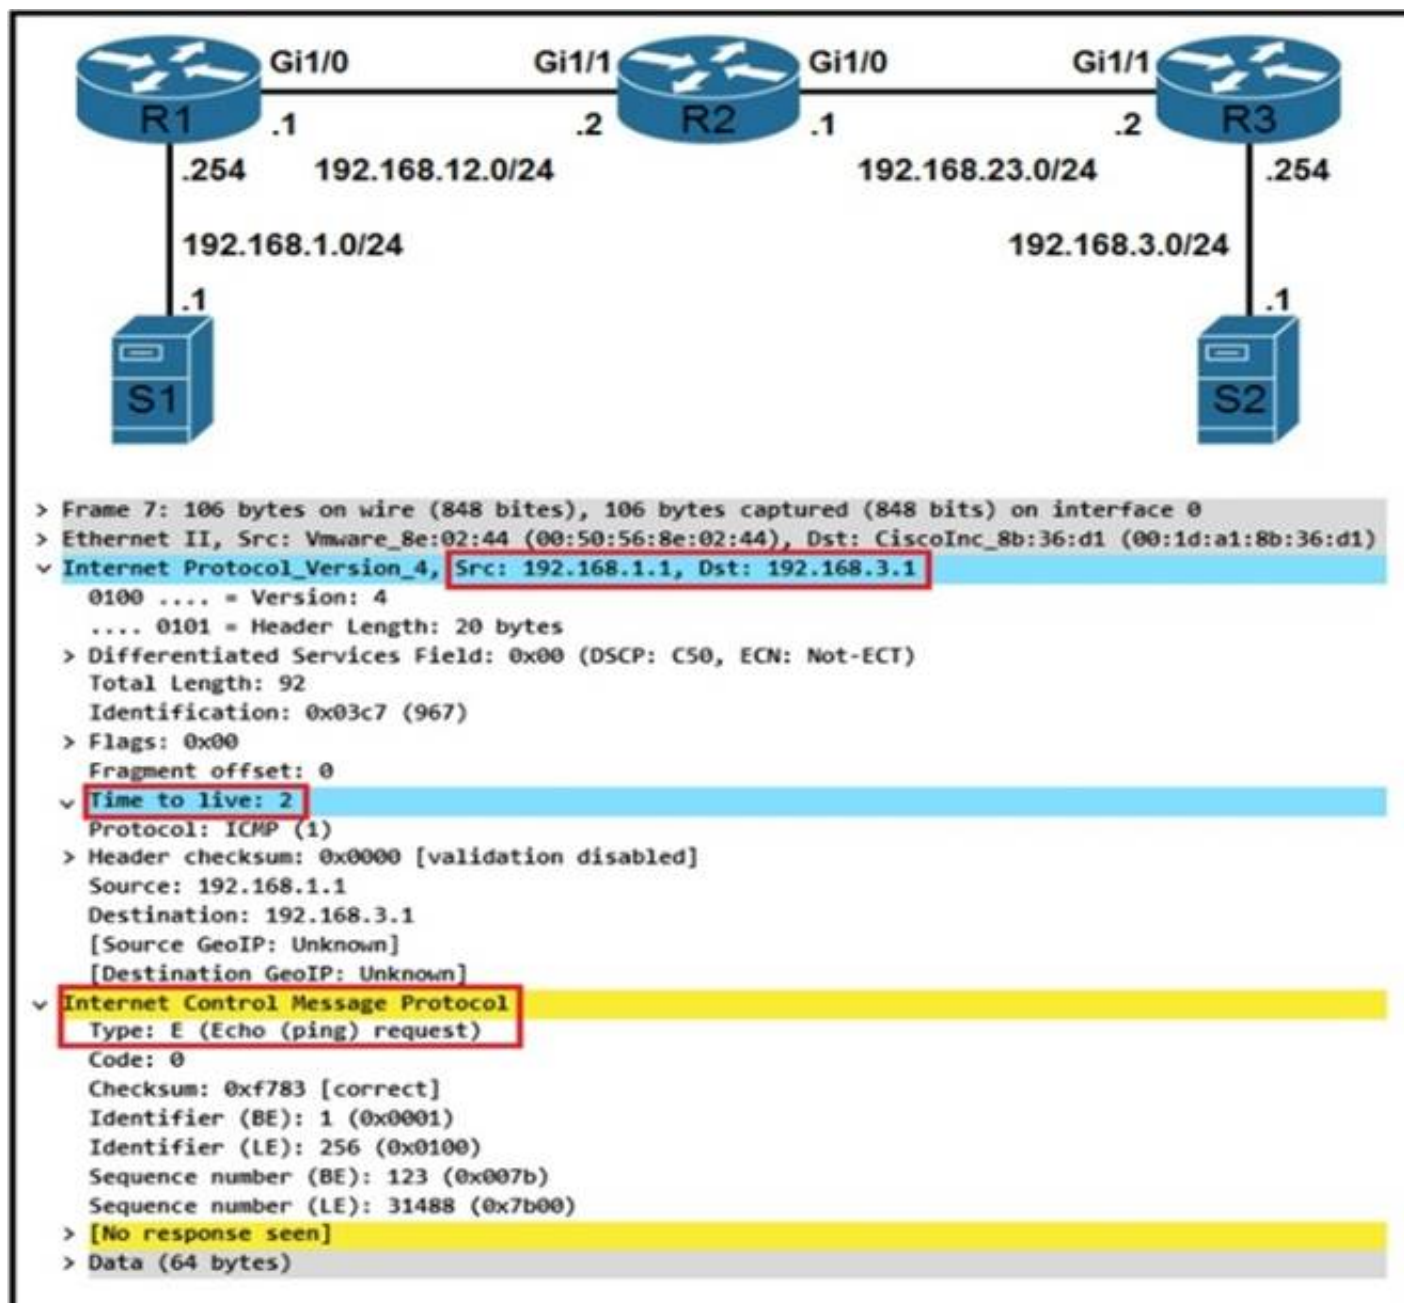 Gi1/0 Gi1/1 Gi1/0 Gi1/1
R1 R2 R3
.1 .2 .1 .2
.254 192.168.12.0/24 192.168.23.0/24 .254
192.168.1.0/24 192.168.3.0/24
.1 .1
S1 S2
> Frame 7: 106 bytes on wire (848 bites), 106 bytes captured (848 bits) on interface 0
> Ethernet II, Src: Vmware_8e:02:44 (00:50:56:8e:02:44), Dst: CiscoInc_8b:36:d1 (00:1d:a1:8b:36:d1)
Internet Protocol_Version_4, Src: 192.168.1.1, Dst: 192.168.3.1
0100 .... = Version: 4
.... 0101 = Header Length: 20 bytes
> Differentiated Services Field: 0x00 (DSCP: C50, ECN: Not-ECT)
Total Length: 92
Identification: 0x03c7 (967)
> Flags: 0x00
Fragment offset: 0
Time to live: 2
Protocol: ICMP (1)
> Header checksum: 0x0000 [validation disabled]
Source: 192.168.1.1
Destination: 192.168.3.1
[Source GeoIP: Unknown]
[Destination GeoIP: Unknown]
Internet Control Message Protocol
Type: E (Echo (ping) request)
Code: 0
Checksum: 0xf783 [correct]
Identifier (BE): 1 (0x0001)
Identifier (LE): 256 (0x0100)
Sequence number (BE): 123 (0x007b)
Sequence number (LE): 31488 (0x7b00)
> [No response seen]
> Data (64 bytes)